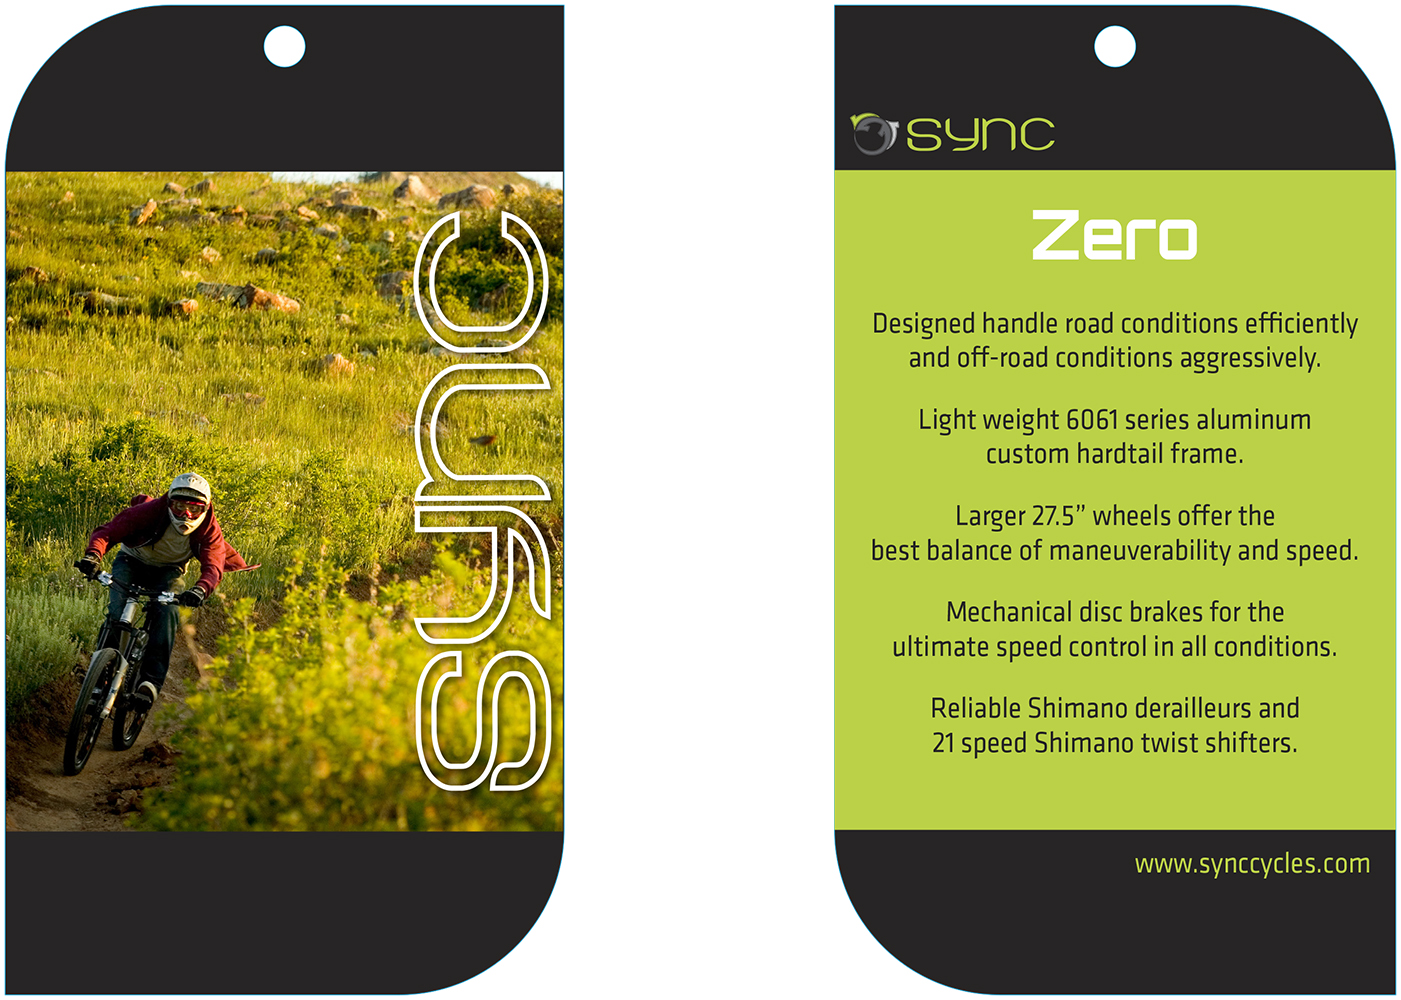 sync
sync
Zero
Designed handle road conditions efficiently
and off-road conditions aggressively.
Light weight 6061 series aluminum
custom hardtail frame.
Larger 27.5” wheels offer the
best balance of maneuverability and speed.
Mechanical disc brakes for the
ultimate speed control in all conditions.
Reliable Shimano derailleurs and
21 speed Shimano twist shifters.
www.synccycles.com